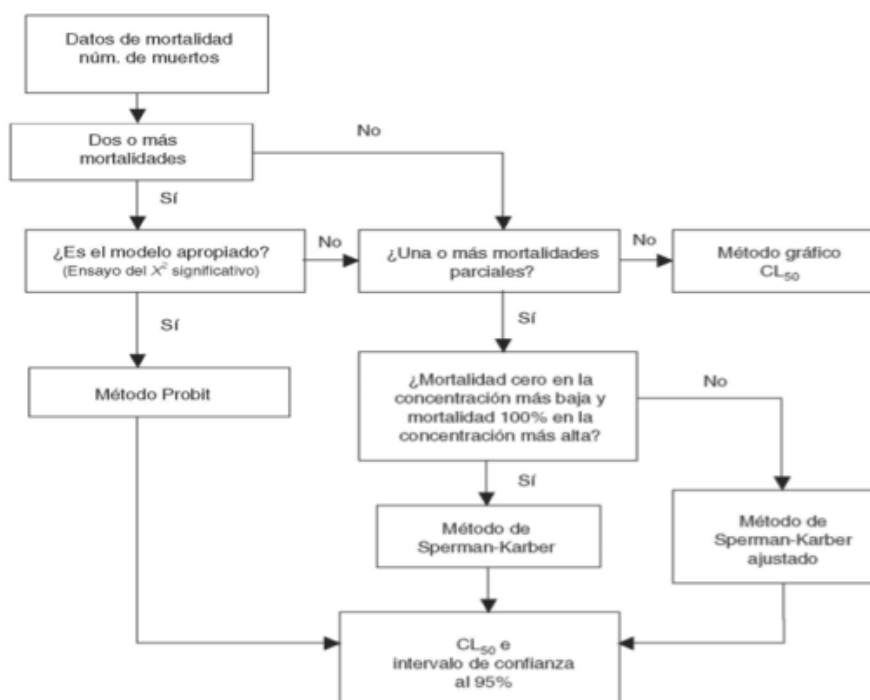 Datos de mortalidad
núm. de muertos
Dos o más
mortalidades
No
Sí
¿Es el modelo apropiado?
(Ensayo del X² significativo)
No
¿Una o más mortalidades
parciales?
No
Método gráfico
CL₅₀
Sí
Sí
Método Probit
¿Mortalidad cero en la
concentración más baja y
mortalidad 100% en la
concentración más alta?
No
Sí
Método de
Sperman-Karber
Método de
Sperman-Karber
ajustado
CL₅₀ e
intervalo de confianza
al 95%